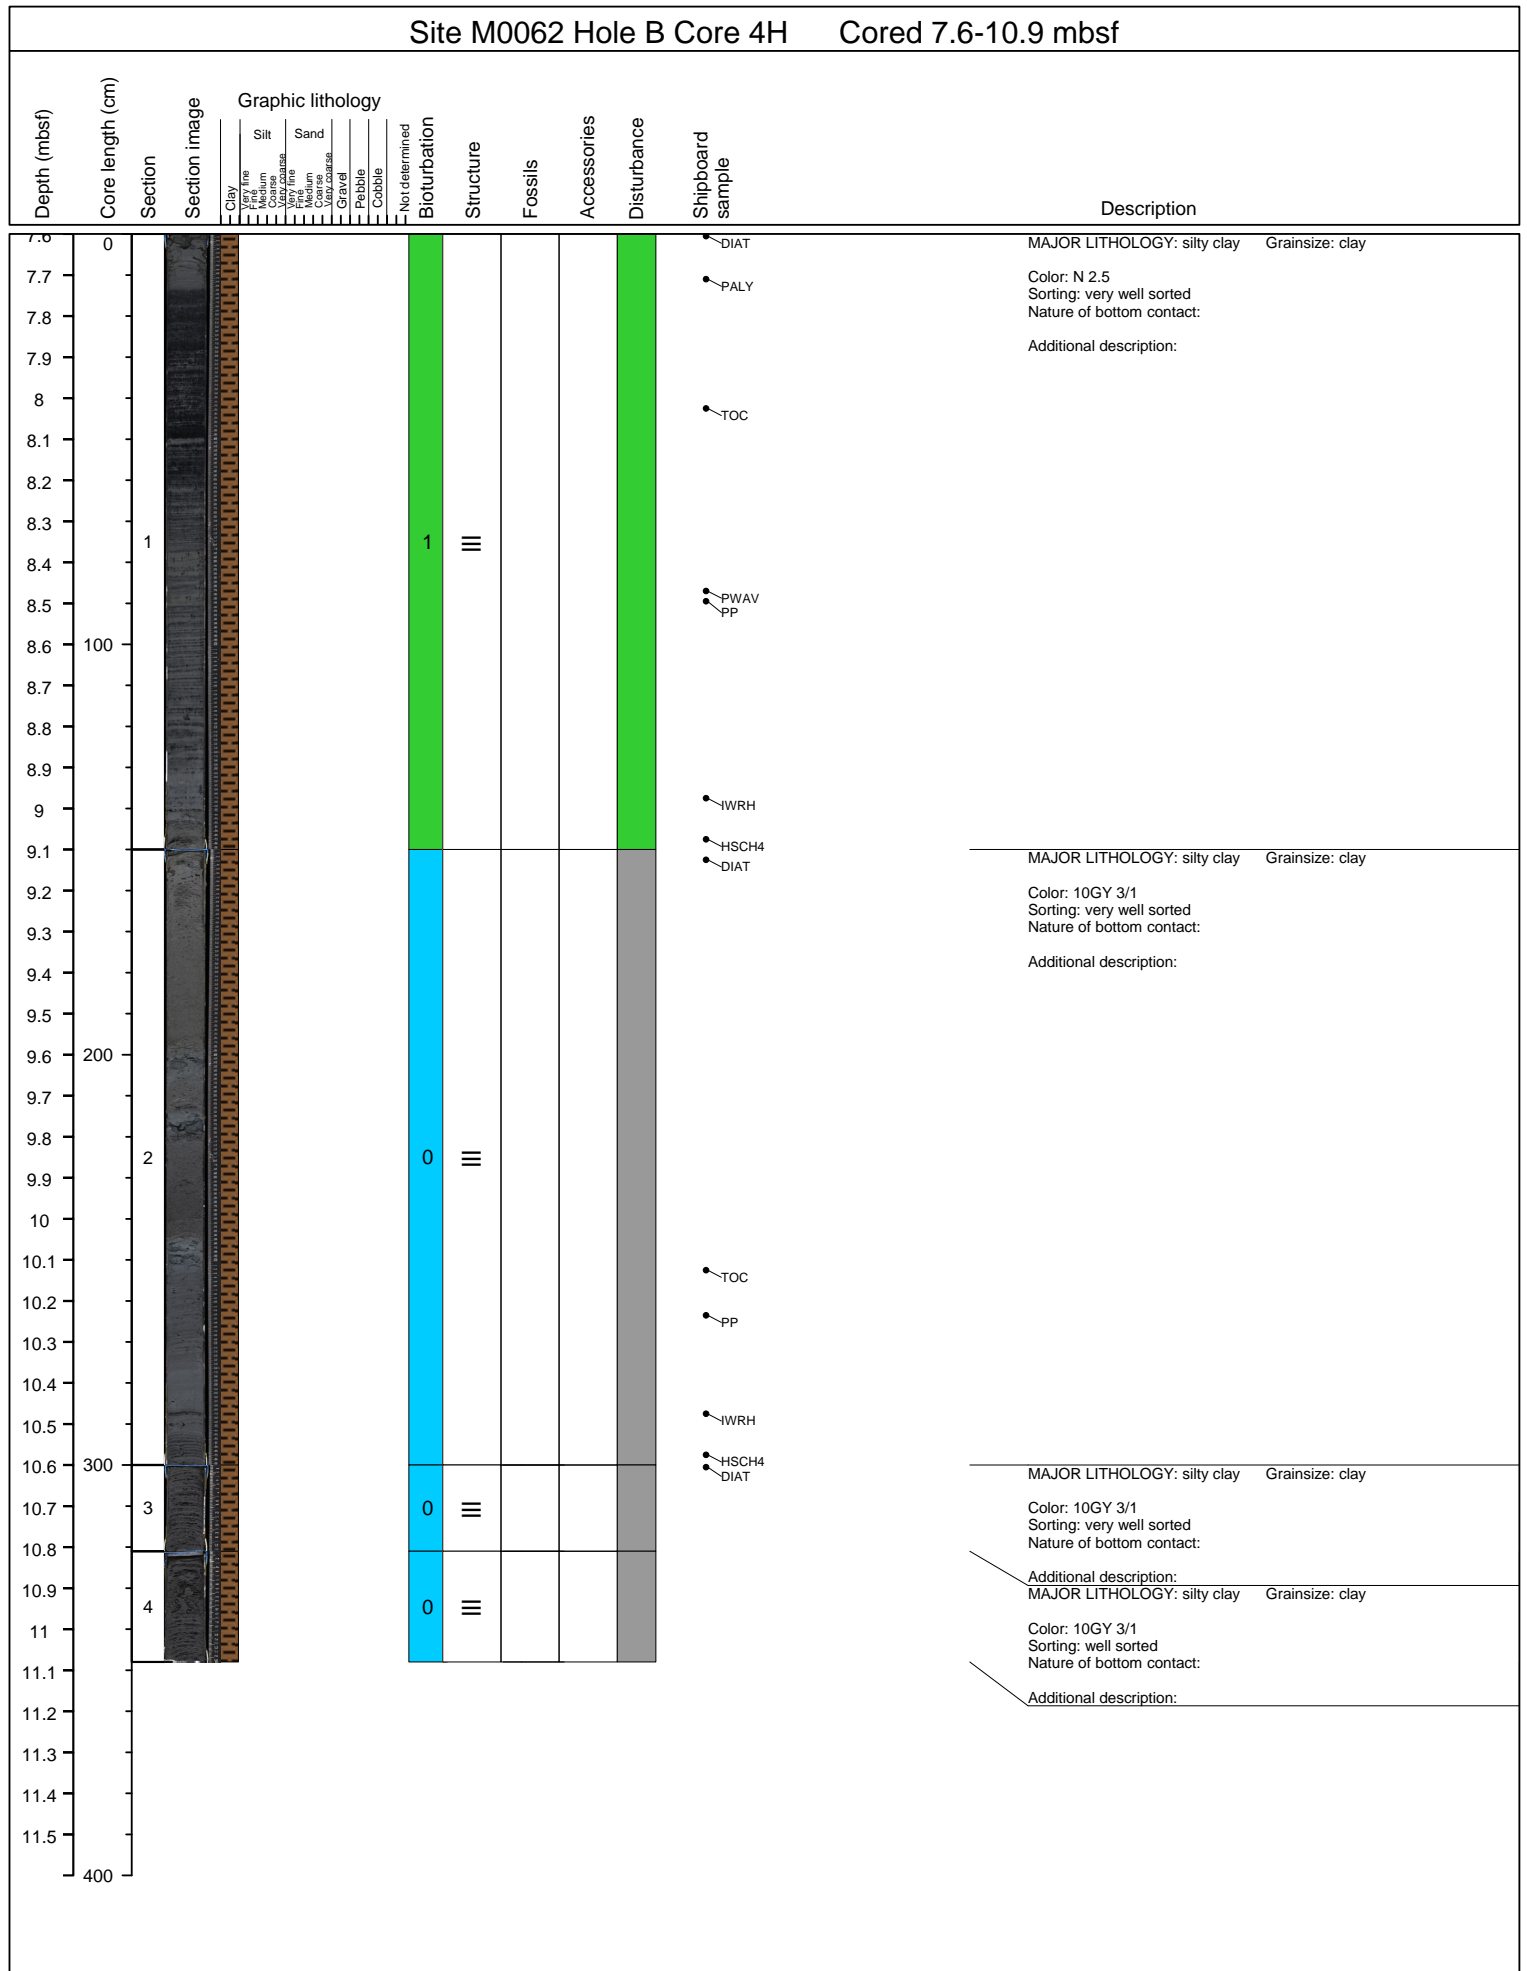 Site M0062 Hole B Core 4H Cored 7.6-10.9 mbsf
Depth (mbsf)
Core length (cm)
Section
Section image
Graphic lithology
Clay
Silt
Very fine
Fine
Medium
Coarse
Very coarse
Sand
Very fine
Fine
Medium
Coarse
Very coarse
Gravel
Pebble
Cobble
Not determined
Bioturbation
Structure
Fossils
Accessories
Disturbance
Shipboard
sample
Description
7.6 0 DIAT MAJOR LITHOLOGY: silty clay Grainsize: clay
7.7 PALY Color: N 2.5
Sorting: very well sorted
7.8 Nature of bottom contact:
7.9 Additional description:
8 TOC
8.1
8.2
8.3
1 1
8.4
8.5 PWAV
PP
8.6 100
8.7
8.8
8.9
9 IWRH
9.1 HSCH4
DIAT MAJOR LITHOLOGY: silty clay Grainsize: clay
9.2 Color: 10GY 3/1
Sorting: very well sorted
9.3 Nature of bottom contact:
9.4 Additional description:
9.5
9.6 200
9.7
9.8
2 0
9.9
10
10.1 TOC
10.2
PP
10.3
10.4
10.5 IWRH
10.6 300 HSCH4
DIAT MAJOR LITHOLOGY: silty clay Grainsize: clay
10.7 3 0 Color: 10GY 3/1
Sorting: very well sorted
10.8 Nature of bottom contact:
Additional description:
10.9 MAJOR LITHOLOGY: silty clay Grainsize: clay
4 0
11 Color: 10GY 3/1
Sorting: well sorted
11.1 Nature of bottom contact:
Additional description:
11.2
11.3
11.4
11.5
400